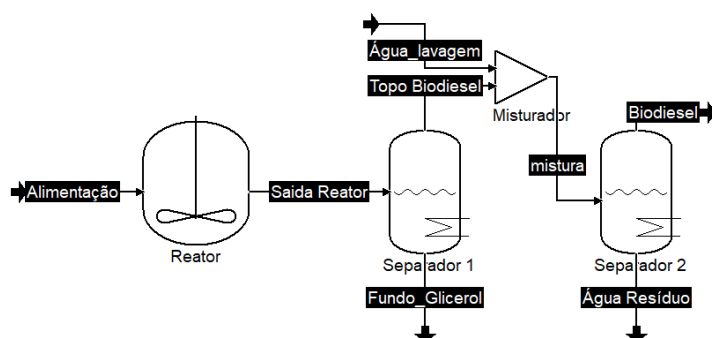 Água_lavagem
Topo Biodiesel
Misturador
Biodiesel
Alimentação
Saida Reator
mistura
Reator
Separador 1
Separador 2
Fundo_Glicerol
Água Resíduo